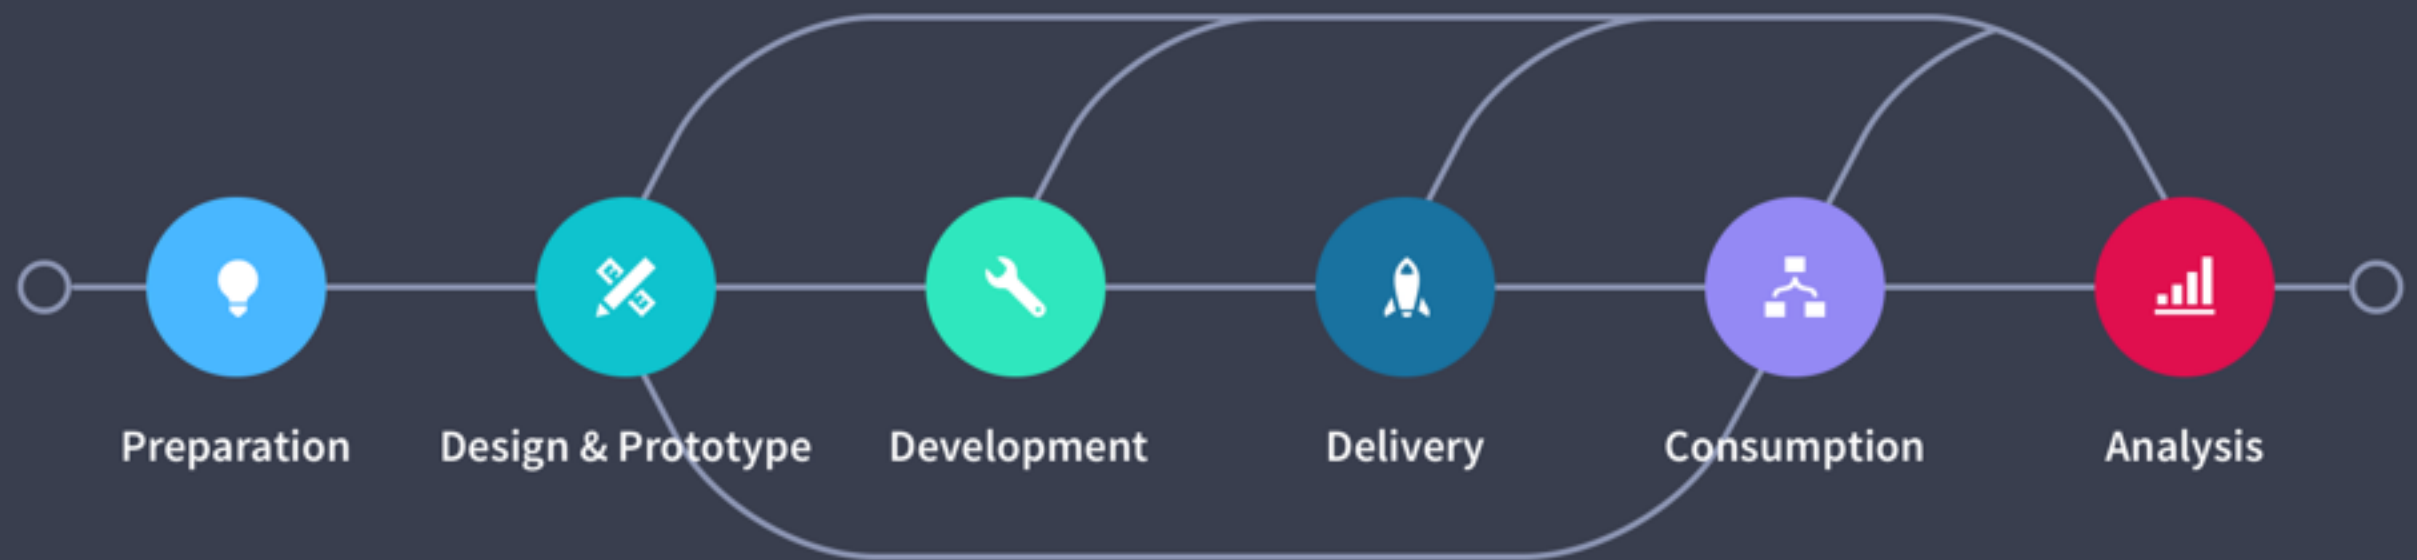 Preparation
Design & Prototype
Development
Delivery
Consumption
Analysis